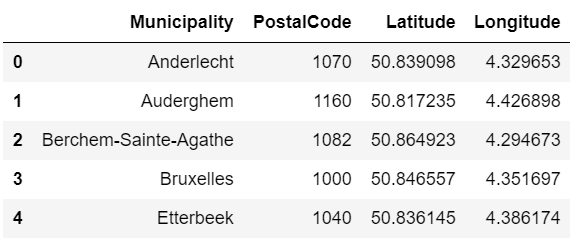 Municipality PostalCode Latitude Longitude
0 Anderlecht 1070 50.839098 4.329653
1 Auderghem 1160 50.817235 4.426898
2 Berchem-Sainte-Agathe 1082 50.864923 4.294673
3 Bruxelles 1000 50.846557 4.351697
4 Etterbeek 1040 50.836145 4.386174